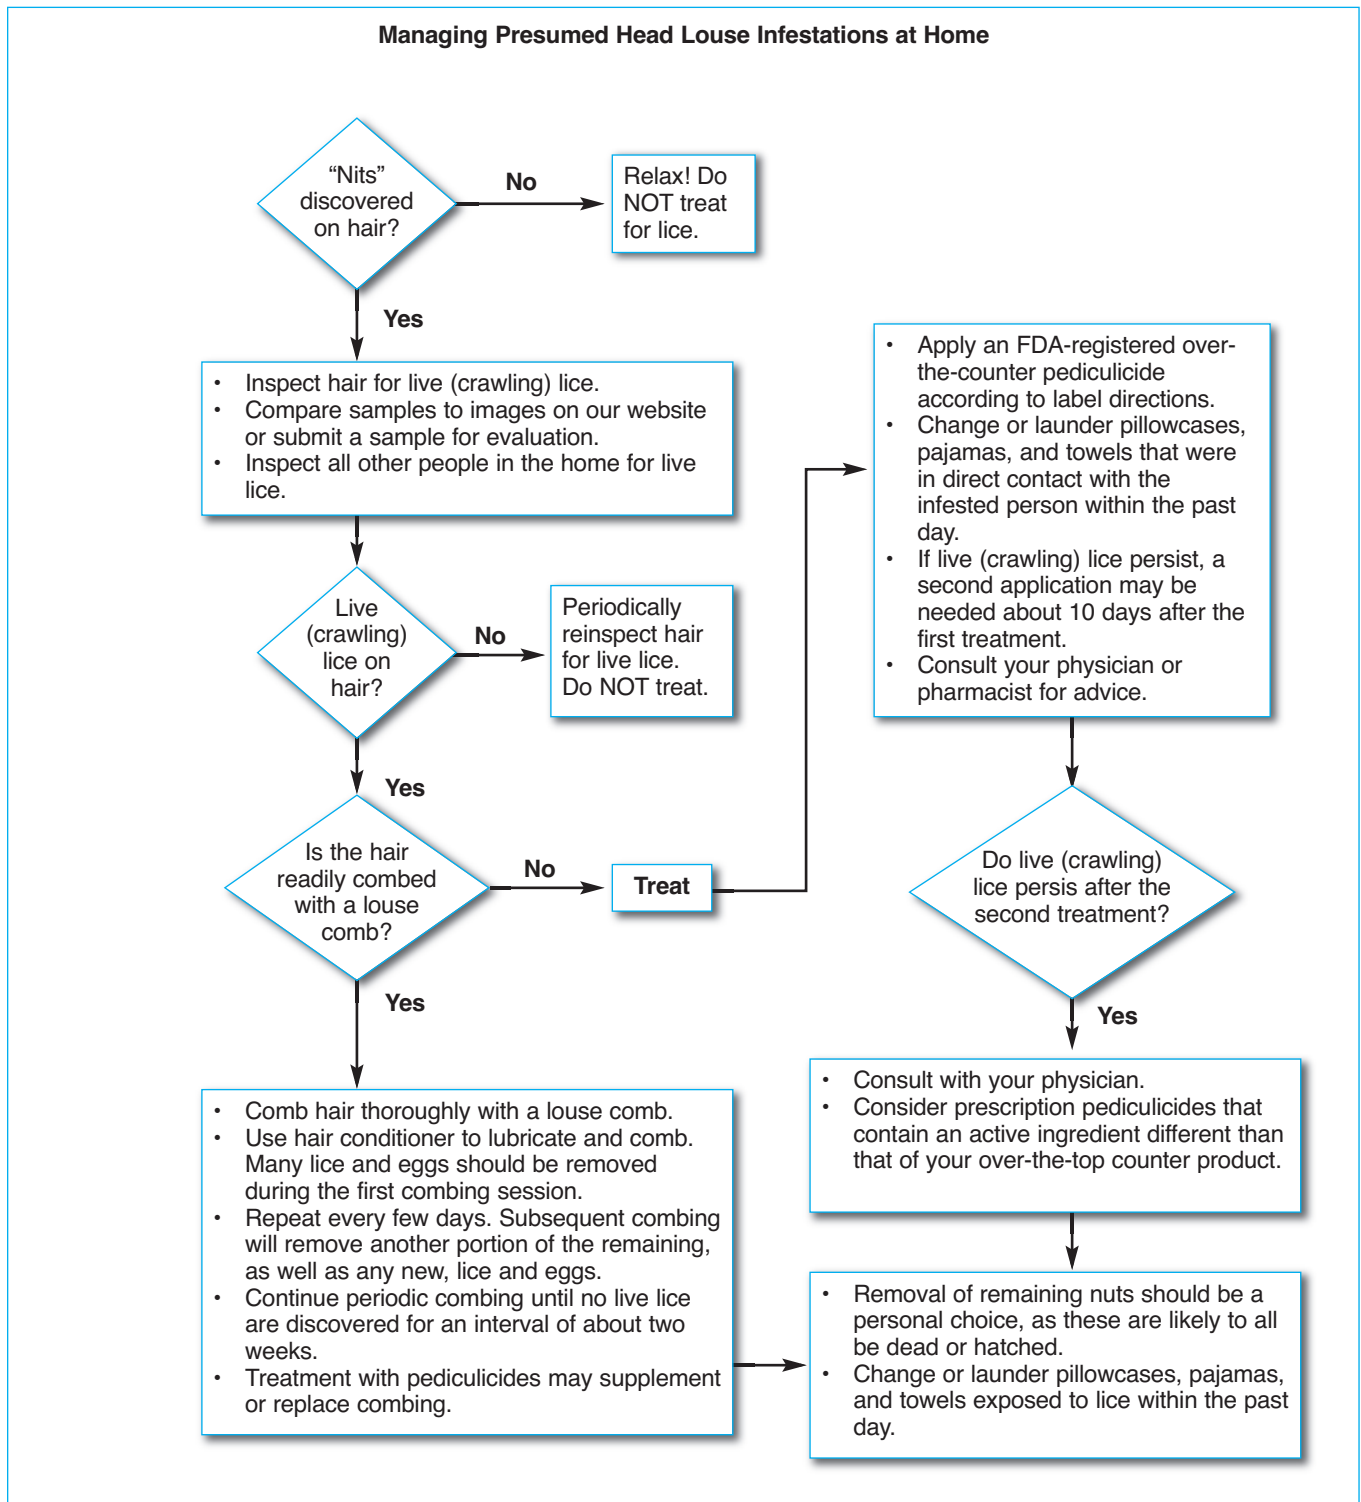 Managing Presumed Head Louse Infestations at Home
“Nits”
discovered
on hair?
No
Relax! Do
NOT treat
for lice.
Yes
• Inspect hair for live (crawling) lice.
• Compare samples to images on our website
or submit a sample for evaluation.
• Inspect all other people in the home for live
lice.
Live
(crawling)
lice on
hair?
No
Periodically
reinspect hair
for live lice.
Do NOT treat.
Yes
Is the hair
readily combed
with a louse
comb?
No
Treat
Yes
• Comb hair thoroughly with a louse comb.
• Use hair conditioner to lubricate and comb.
Many lice and eggs should be removed
during the first combing session.
• Repeat every few days. Subsequent combing
will remove another portion of the remaining,
as well as any new, lice and eggs.
• Continue periodic combing until no live lice
are discovered for an interval of about two
weeks.
• Treatment with pediculicides may supplement
or replace combing.
• Apply an FDA-registered over-
the-counter pediculicide
according to label directions.
• Change or launder pillowcases,
pajamas, and towels that were
in direct contact with the
infested person within the past
day.
• If live (crawling) lice persist, a
second application may be
needed about 10 days after the
first treatment.
• Consult your physician or
pharmacist for advice.
Do live (crawling)
lice persis after the
second treatment?
Yes
• Consult with your physician.
• Consider prescription pediculicides that
contain an active ingredient different than
that of your over-the-top counter product.
• Removal of remaining nuts should be a
personal choice, as these are likely to all
be dead or hatched.
• Change or launder pillowcases, pajamas,
and towels exposed to lice within the past
day.